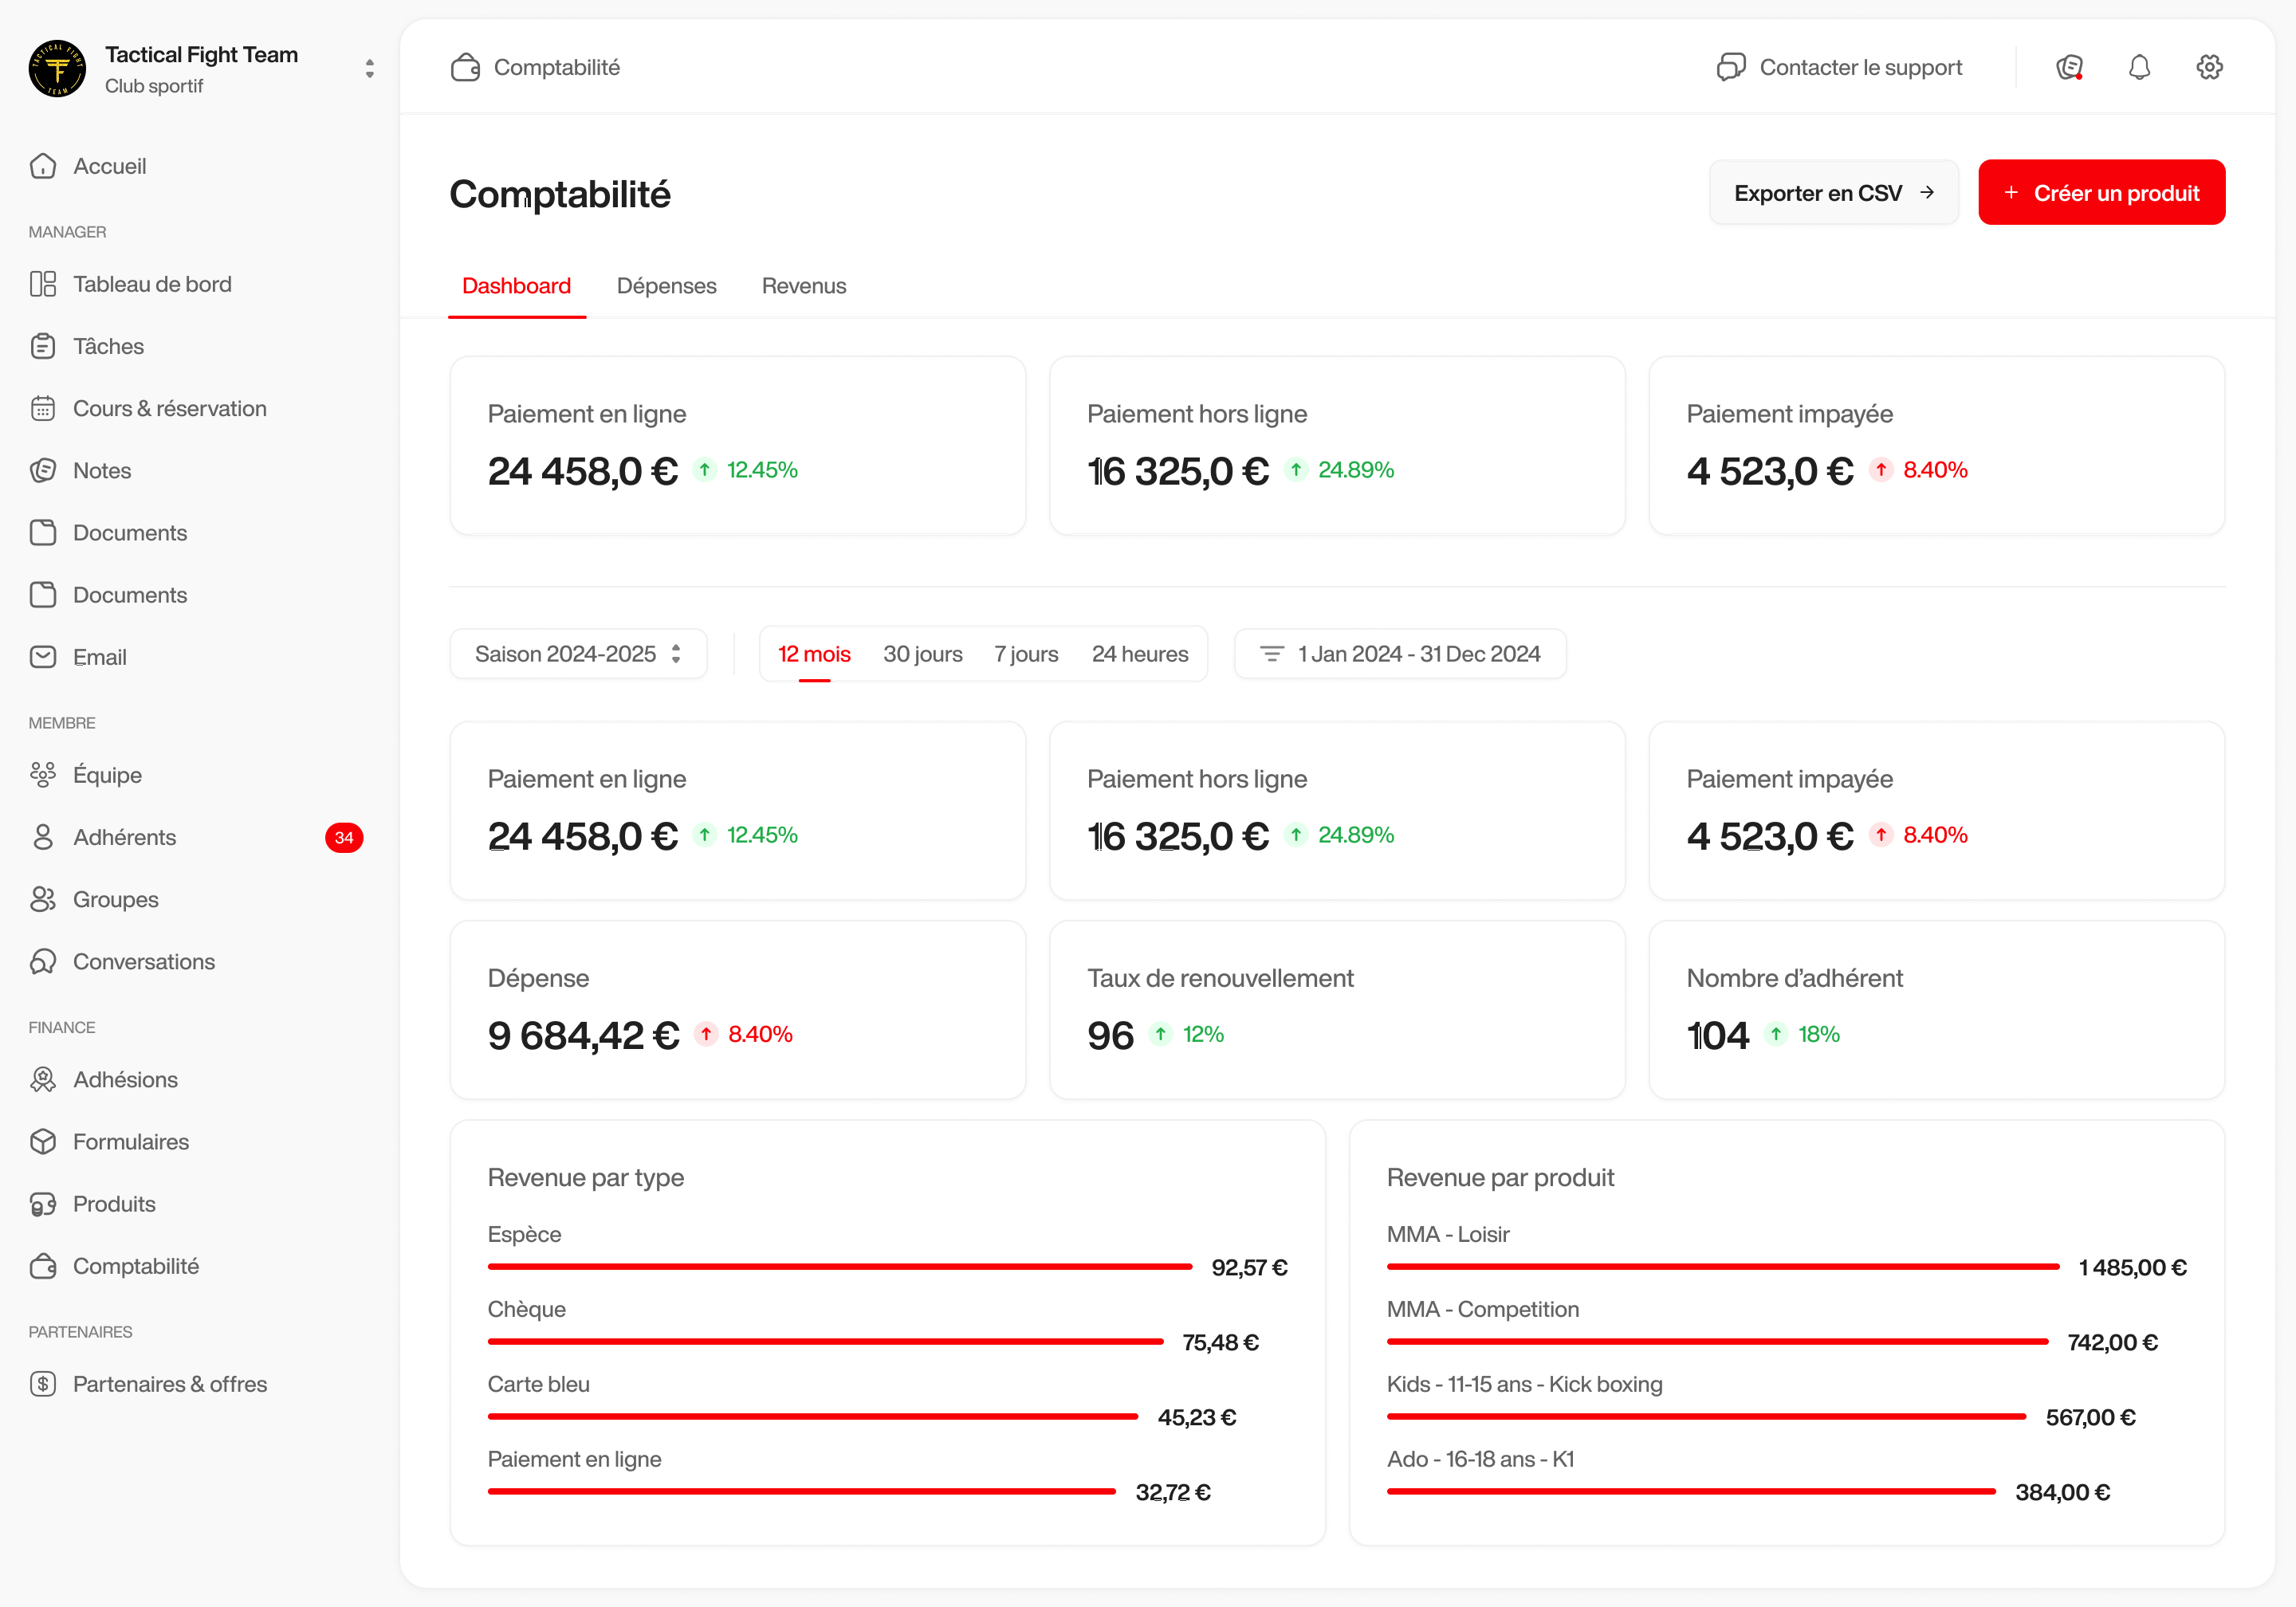 TACTICAL FIGHT
TEAM
Tactical Fight Team
Club sportif
Accueil
MANAGER
Tableau de bord
Tâches
Cours & réservation
Notes
Documents
Documents
Email
MEMBRE
Équipe
Adhérents
34
Groupes
Conversations
FINANCE
Adhésions
Formulaires
Produits
Comptabilité
PARTENAIRES
Partenaires & offres
Comptabilité
Contacter le support
Comptabilité
Exporter en CSV
+ Créer un produit
Dashboard Dépenses Revenus
Paiement en ligne
24 458,0 € 12.45%
Paiement hors ligne
16 325,0 € 24.89%
Paiement impayée
4 523,0 € 8.40%
Saison 2024-2025
12 mois 30 jours 7 jours 24 heures
1 Jan 2024 - 31 Dec 2024
Paiement en ligne
24 458,0 € 12.45%
Paiement hors ligne
16 325,0 € 24.89%
Paiement impayée
4 523,0 € 8.40%
Dépense
9 684,42 € 8.40%
Taux de renouvellement
96 12%
Nombre d’adhérent
104 18%
Revenue par type
Espèce
92,57 €
Chèque
75,48 €
Carte bleu
45,23 €
Paiement en ligne
32,72 €
Revenue par produit
MMA - Loisir
1 485,00 €
MMA - Competition
742,00 €
Kids - 11-15 ans - Kick boxing
567,00 €
Ado - 16-18 ans - K1
384,00 €